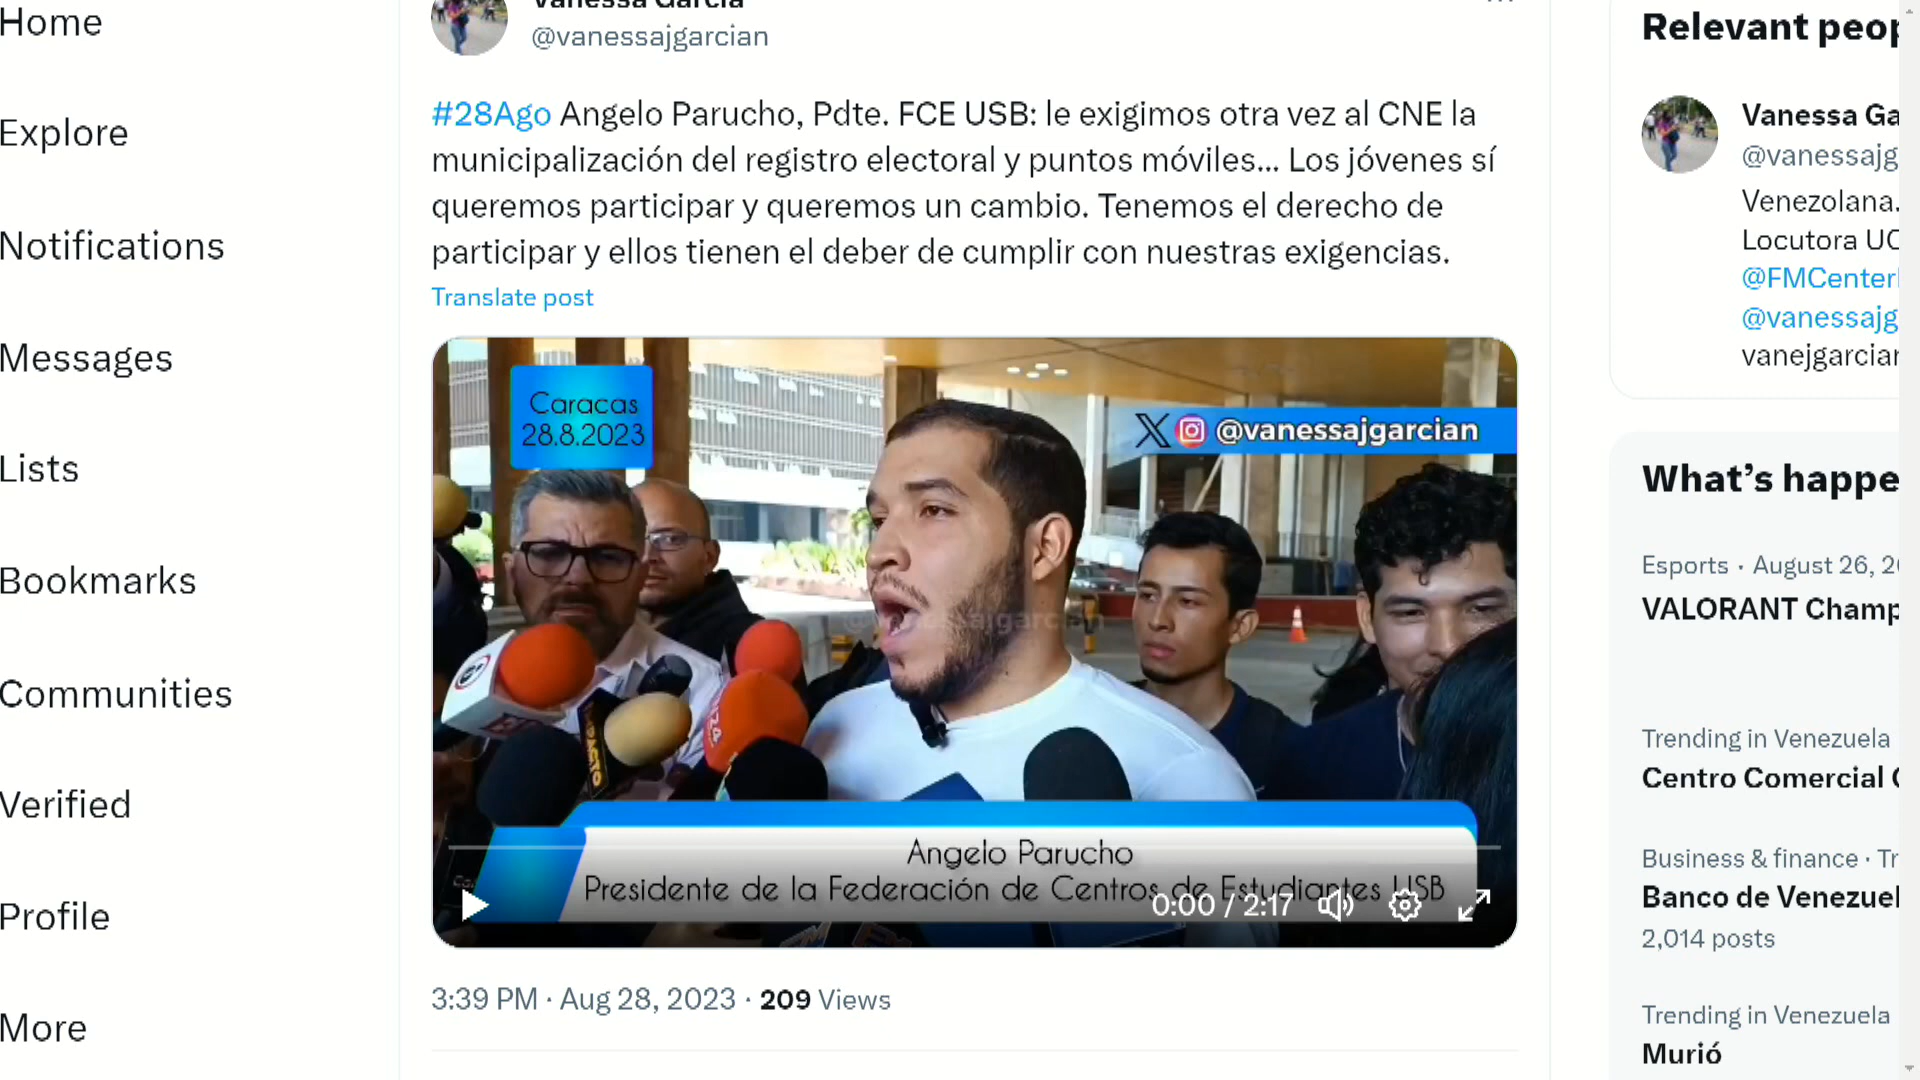 Home
Explore
Notifications
Messages
Lists
Bookmarks
Communities
Verified
Profile
More
Vanessa García
@vanessajgarcian
#28Ago Angelo Parucho, Pdte. FCE USB: le exigimos otra vez al CNE la
municipalización del registro electoral y puntos móviles... Los jóvenes sí
queremos participar y queremos un cambio. Tenemos el derecho de
participar y ellos tienen el deber de cumplir con nuestras exigencias.
Translate post
Caracas
28.8.2023
@vanessajgarcian
@vanessajgarcian
Angelo Parucho
Presidente de la Federación de Centros de Estudiantes USB
0:00 / 2:17
3:39 PM · Aug 28, 2023 · 209 Views
Relevant peop
Vanessa Ga
@vanessajg
Venezolana.
Locutora UC
@FMCenter
@vanessajg
vanejgarcian
What's happe
Esports · August 26, 2
VALORANT Champ
Trending in Venezuela
Centro Comercial
Business & finance · Tr
Banco de Venezuel
2,014 posts
Trending in Venezuela
Murió